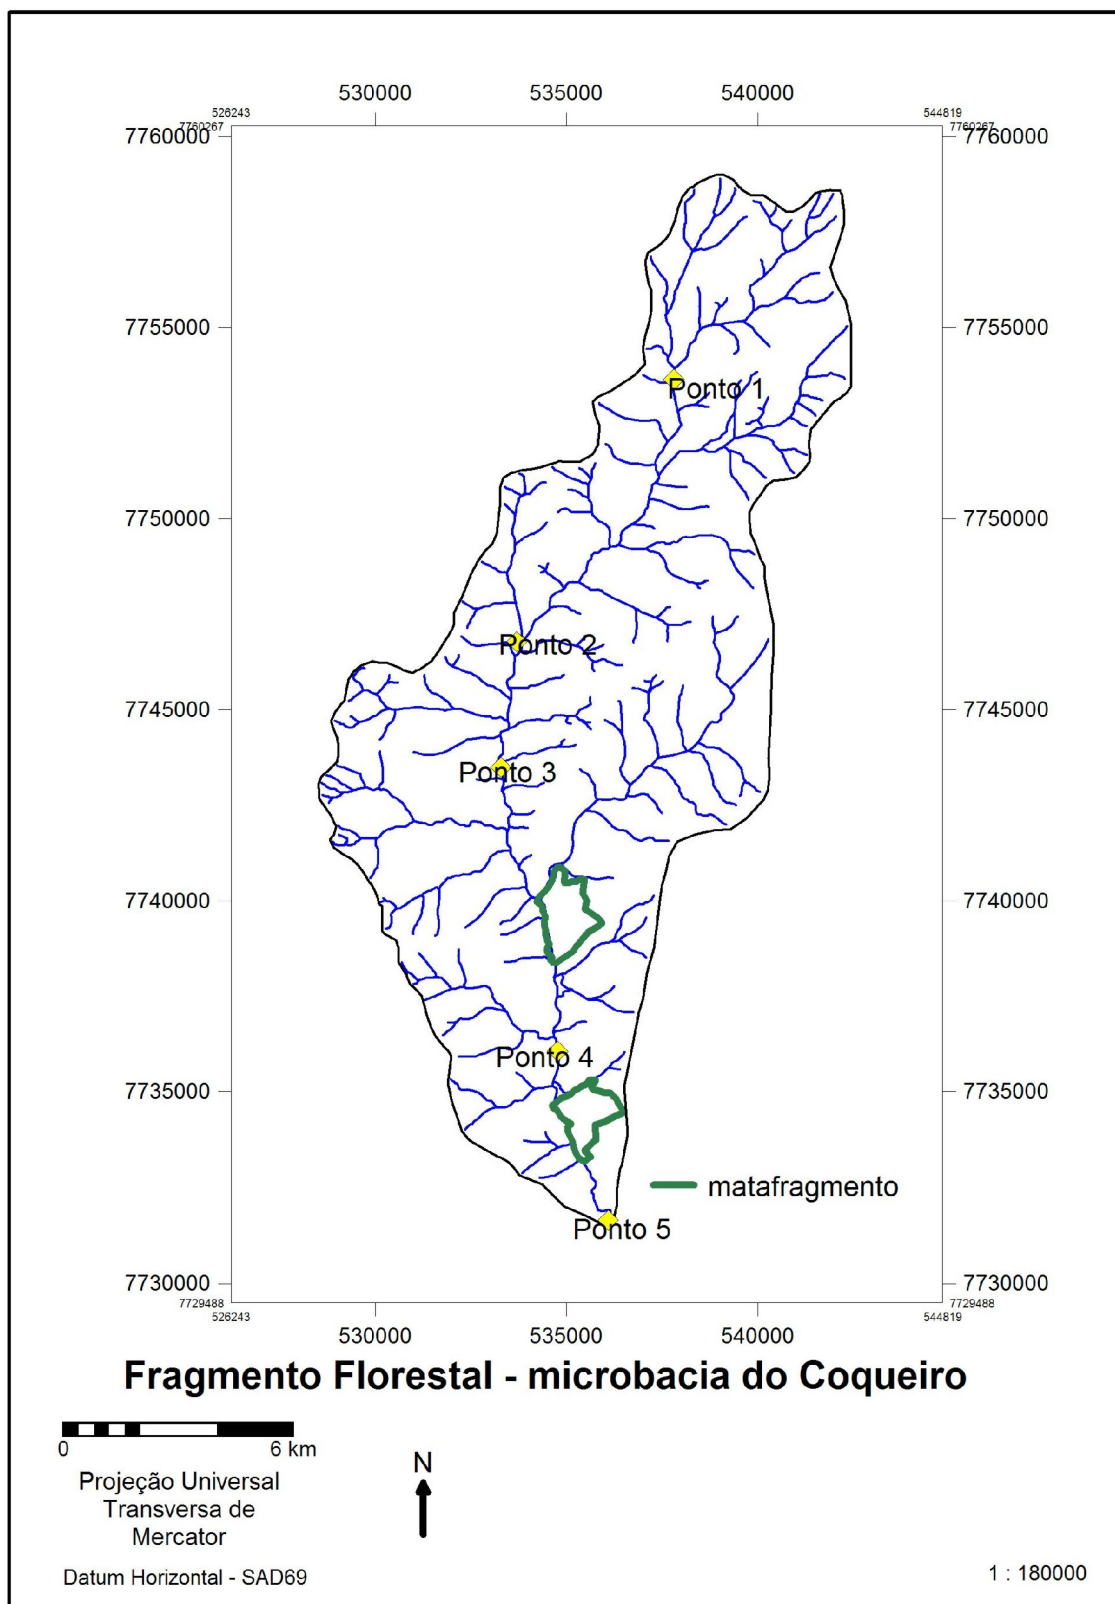 530000 535000 540000
526243 544819
7760267 7760267
7760000 7760000
7755000 7755000
Ponto 1
7750000 7750000
Ponto 2
7745000 7745000
Ponto 3
7740000 7740000
Ponto 4
7735000 7735000
matafragmento
Ponto 5
7730000 7730000
7729488 7729488
526243 544819
530000 535000 540000
Fragmento Florestal - microbacia do Coqueiro
0 6 km
N
Projeção Universal
Transversa de
Mercator
Datum Horizontal - SAD69
1 : 180000